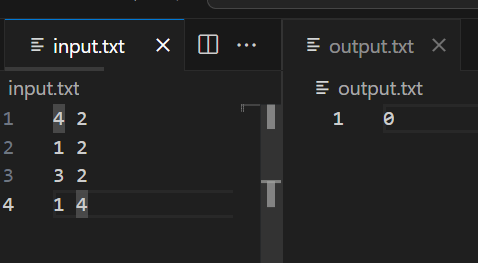 input.txt
input.txt
1 4 2
2 1 2
3 3 2
4 1 4
output.txt
output.txt
1 0